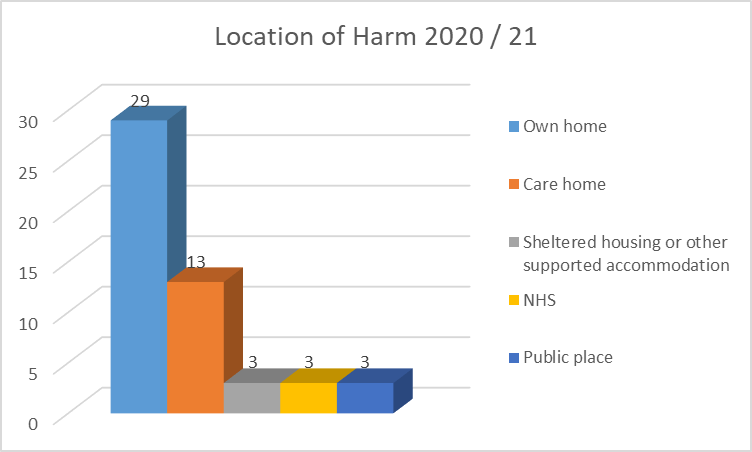 Location of Harm 2020 / 21
30
25
20
15
10
5
0
29
13
3
3
3
Own home
Care home
Sheltered housing or other
supported accommodation
NHS
Public place